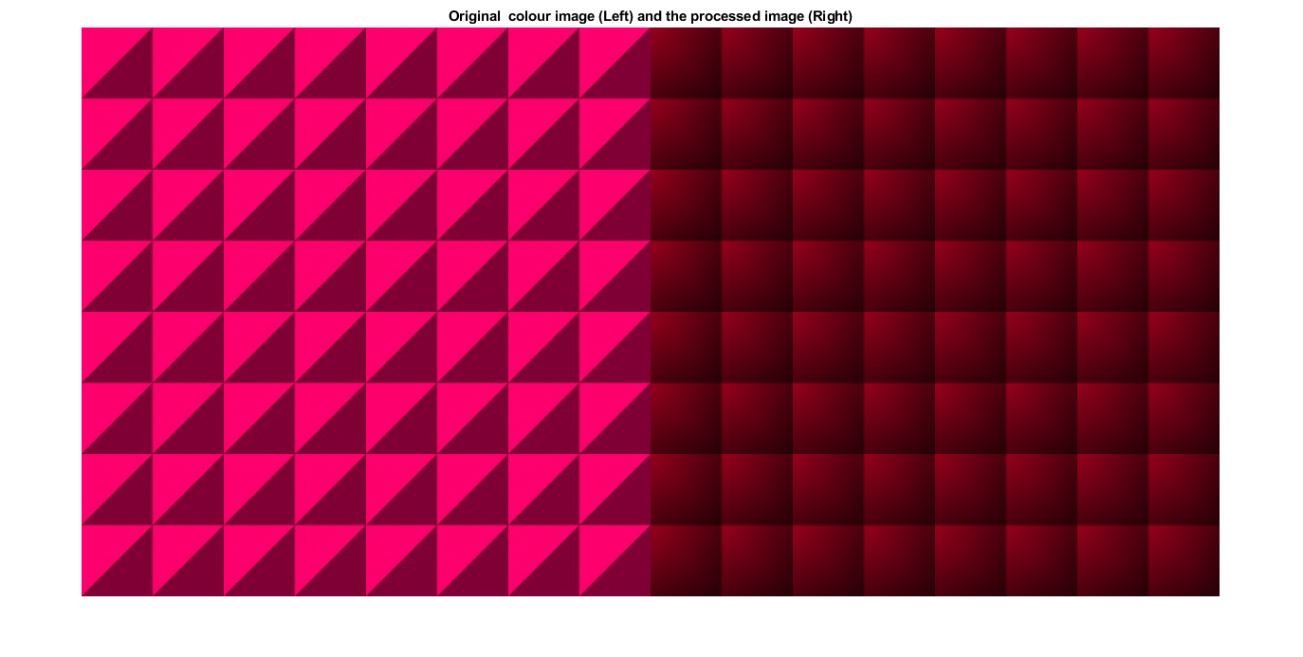 Original  colour image (Left) and the processed image (Right)